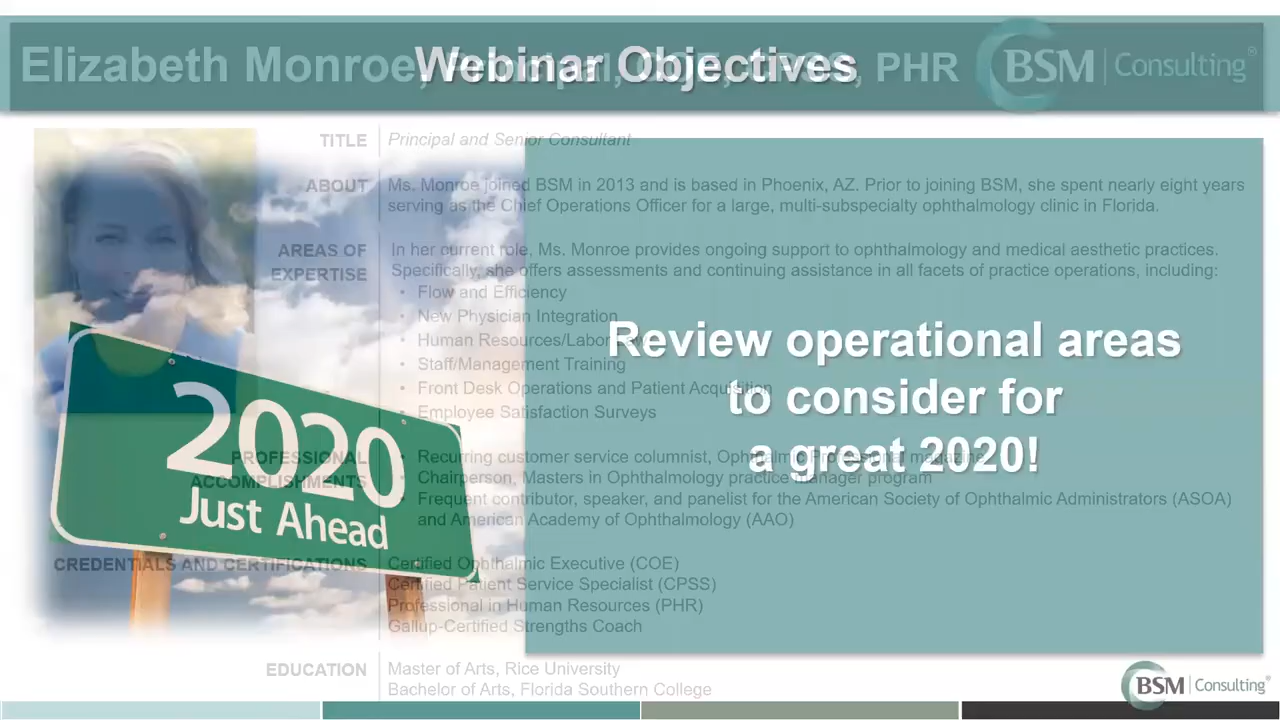 Elizabeth Monroe, PHR
Webinar Objectives
BSM Consulting®
TITLE
Principal and Senior Consultant
ABOUT
Ms. Monroe joined BSM in 2013 and is based in Phoenix, AZ. Prior to joining BSM, she spent nearly eight years
serving as the Chief Operations Officer for a large, multi-subspecialty ophthalmology clinic in Florida.
AREAS OF
EXPERTISE
In her current role, Ms. Monroe provides ongoing support to ophthalmology and medical aesthetic practices.
Specifically, she offers assessments and continuing assistance in all facets of practice operations, including:
• Flow and Efficiency
• New Physician Integration
• Human Resources/Labor
• Staff/Management Training
• Front Desk Operations and Patient Acquisition
• Employee Satisfaction Surveys
Review operational areas
to consider for
a great 2020!
2020
Just Ahead
PROFESSIONAL
ACCOMPLISHMENTS
• Recurring customer service columnist, Ophthalmic Professional magazine
• Chairperson, Masters in Ophthalmology practice manager program
Frequent contributor, speaker, and panelist for the American Society of Ophthalmic Administrators (ASOA)
and American Academy of Ophthalmology (AAO)
CREDENTIALS AND CERTIFICATIONS
Certified Ophthalmic Executive (COE)
Certified Patient Service Specialist (CPSS)
Professional in Human Resources (PHR)
Gallup-Certified Strengths Coach
EDUCATION
Master of Arts, Rice University
Bachelor of Arts, Florida Southern College
BSM Consulting®